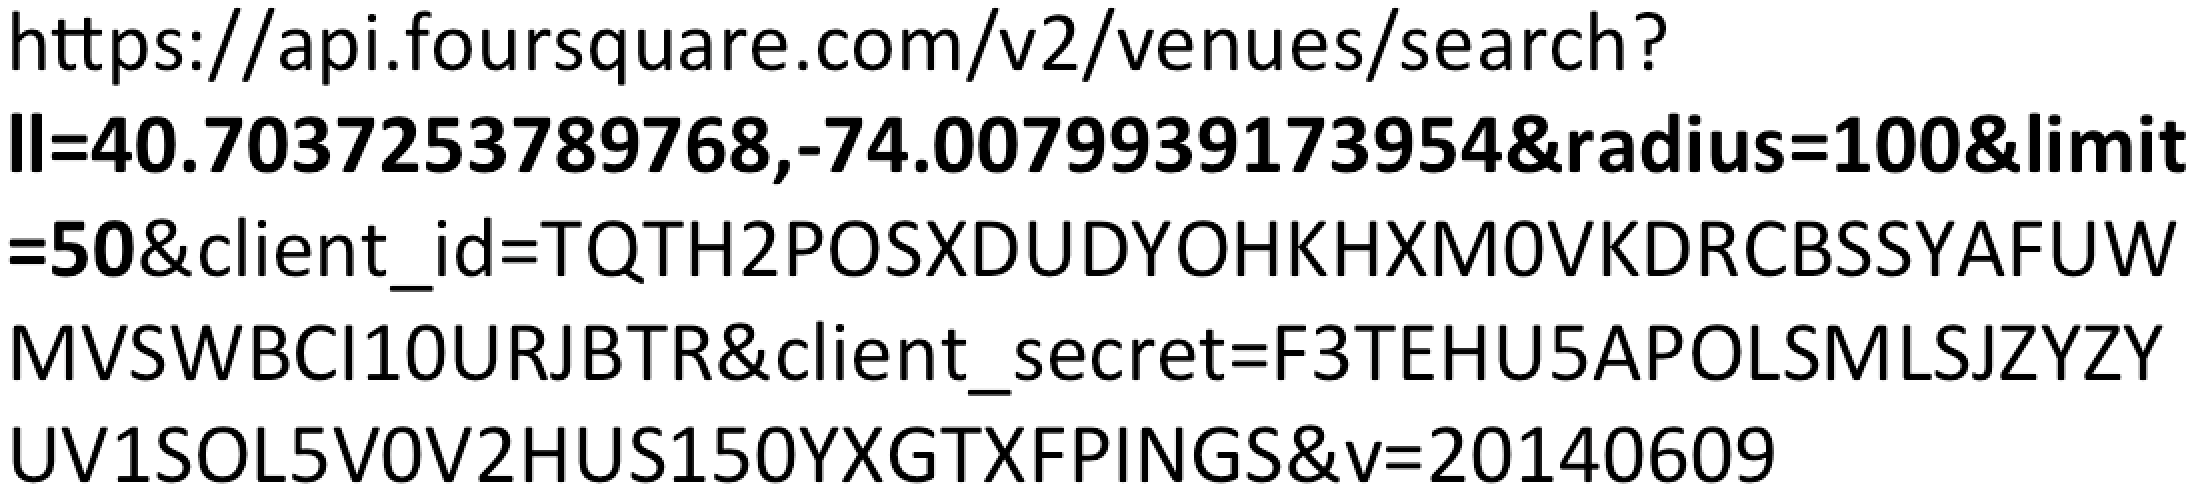 https://api.foursquare.com/v2/venues/search?
ll=40.7037253789768,-74.0079939173954&radius=100&limit
=50&client_id=TQTH2POSXDUDYOHKHXM0VKDRCBSSYAFUW
MVSWBCI10URJBTR&client_secret=F3TEHU5APOLSMLSJZYZY
UV1SOL5V0V2HUS150YXGTXFPINGS&v=20140609